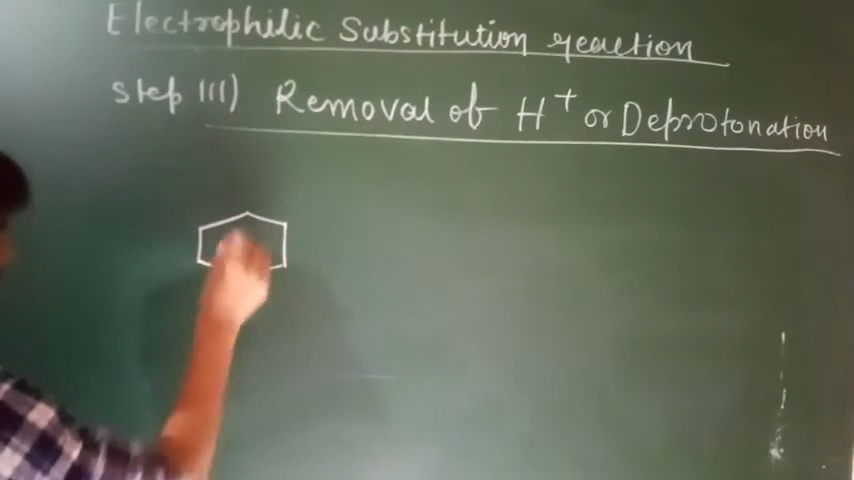 Electrophilic Substitution reaction
Step III) Removal of H⁺ or Deprotonation